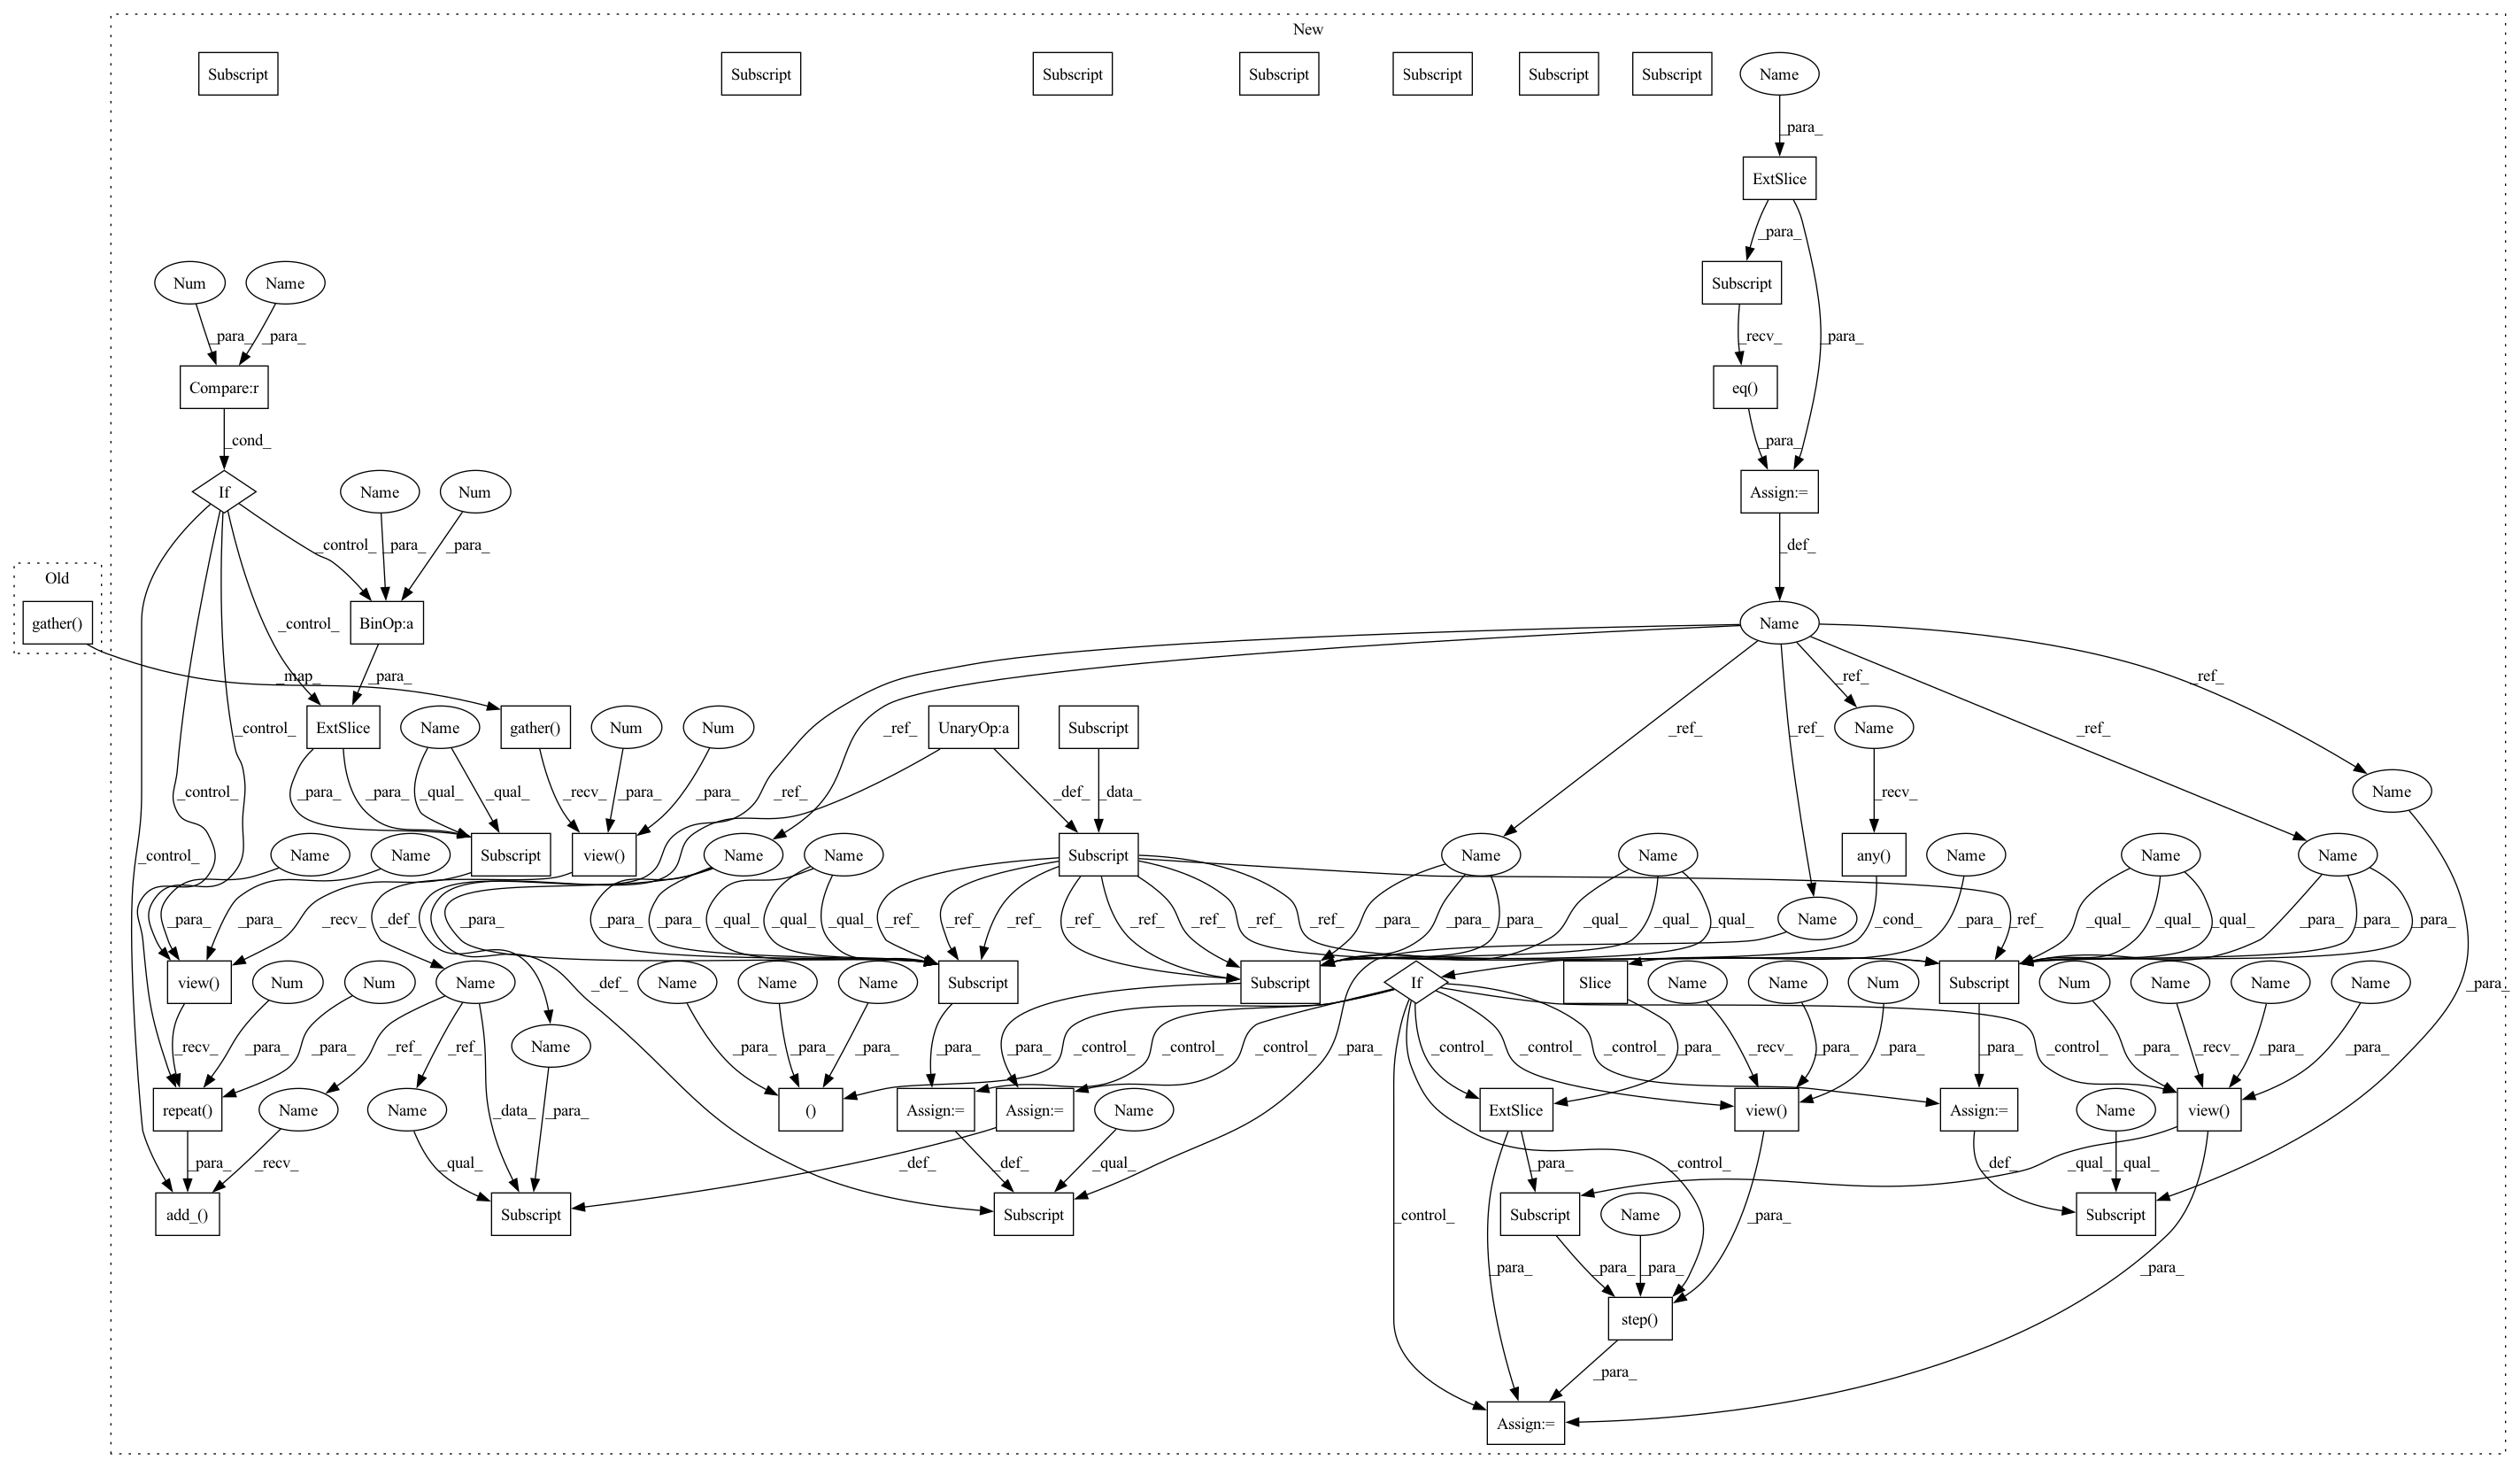 New
Subscript Subscript Subscript Subscript Subscript Subscript Subscript Name
_para_
ExtSlice
_para_
Num Name Subscript
_para_ _para_ _recv_ _para_
Compare:r eq()
_cond_ _para_
If Name Num Assign:=
_control_ _para_ _para_ _def_
Old
gather() BinOp:a Name
_control_ _map_ _para_ _ref_ _ref_
_control_ ExtSlice Name gather() Num Num UnaryOp:a Subscript _ref_ _ref_ _ref_ Name _ref_ Name
_control_ _para_ _para_ _qual_ _qual_ _recv_ _para_ _para_ _ref_ _def_ _data_ _recv_
_control_ Name Name Subscript view() Name Name Subscript Name Name any() Name Name Name
Name
_para_ _para_ _recv_ _def_ _para_ _para_ _para_ _qual_ _qual_ _qual_ _ref_ _ref_ _ref_ _ref_ _ref_ _ref_ _ref_ _ref_ _ref_ _para_ _para_ _para_ _qual_ _qual_ _qual_ _cond_ _para_ _qual_ _qual_ _qual_ _para_ _para_ _para_
view() Num Num Name _def_ Name Name Name Subscript Subscript _para_ If Slice Name Name Num Subscript Num Name Name Name _para_
_recv_ _para_ _para_ _ref_ _ref_ Name _para_ _para_ _para_ _para_ _para_ _control_ _control_ _control_ _control_ _para_ _control_ _recv_ _control_ _para_ _para_ _para_ _control_ _para_ _recv_ _para_ _para_
repeat() Name Name _data_ _para_ () Assign:= Assign:= Name ExtSlice view() Assign:= Name view()
_para_ _recv_ _qual_ _def_ _def_ _qual_ _para_ _control_ _def_ _qual_ _qual_
add_() Subscript Subscript _control_ Subscript Name _para_ Subscript
_para_ _para_ _para_ _para_
step()
_para_
Assign:=